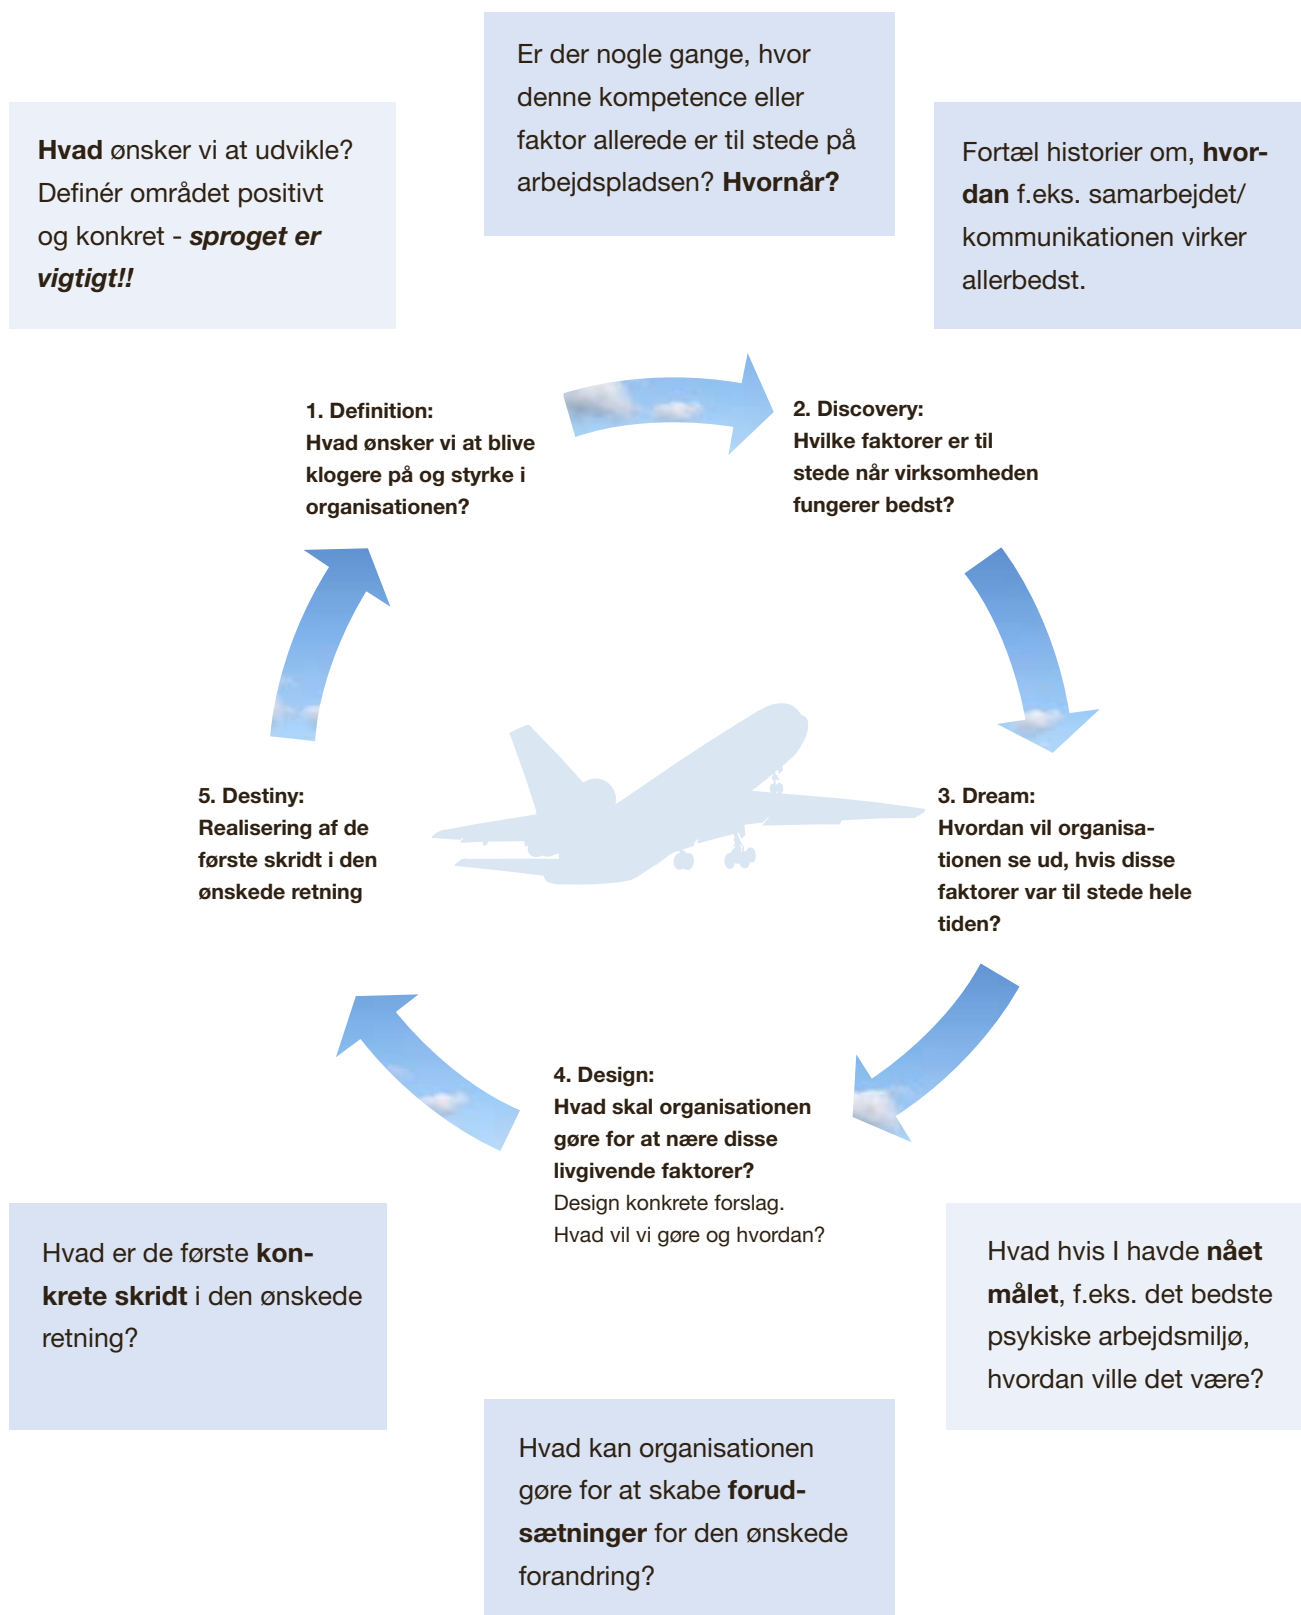 Er der nogle gange, hvor
denne kompetence eller
faktor allerede er til stede på
arbejdspladsen? Hvornår?
Hvad ønsker vi at udvikle?
Definér området positivt
og konkret - sproget er
vigtigt!!
Fortæl historier om, hvor-
dan f.eks. samarbejdet/
kommunikationen virker
allerbedst.
1. Definition:
Hvad ønsker vi at blive
klogere på og styrke i
organisationen?
2. Discovery:
Hvilke faktorer er til
stede når virksomheden
fungerer bedst?
3. Dream:
Hvordan vil organisa-
tionen se ud, hvis disse
faktorer var til stede hele
tiden?
5. Destiny:
Realisering af de
første skridt i den
ønskede retning
4. Design:
Hvad skal organisationen
gøre for at nære disse
livgivende faktorer?
Design konkrete forslag.
Hvad vil vi gøre og hvordan?
Hvad er de første kon-
krete skridt i den ønskede
retning?
Hvad hvis I havde nået
målet, f.eks. det bedste
psykiske arbejdsmiljø,
hvordan ville det være?
Hvad kan organisationen
gøre for at skabe forud-
sætninger for den ønskede
forandring?